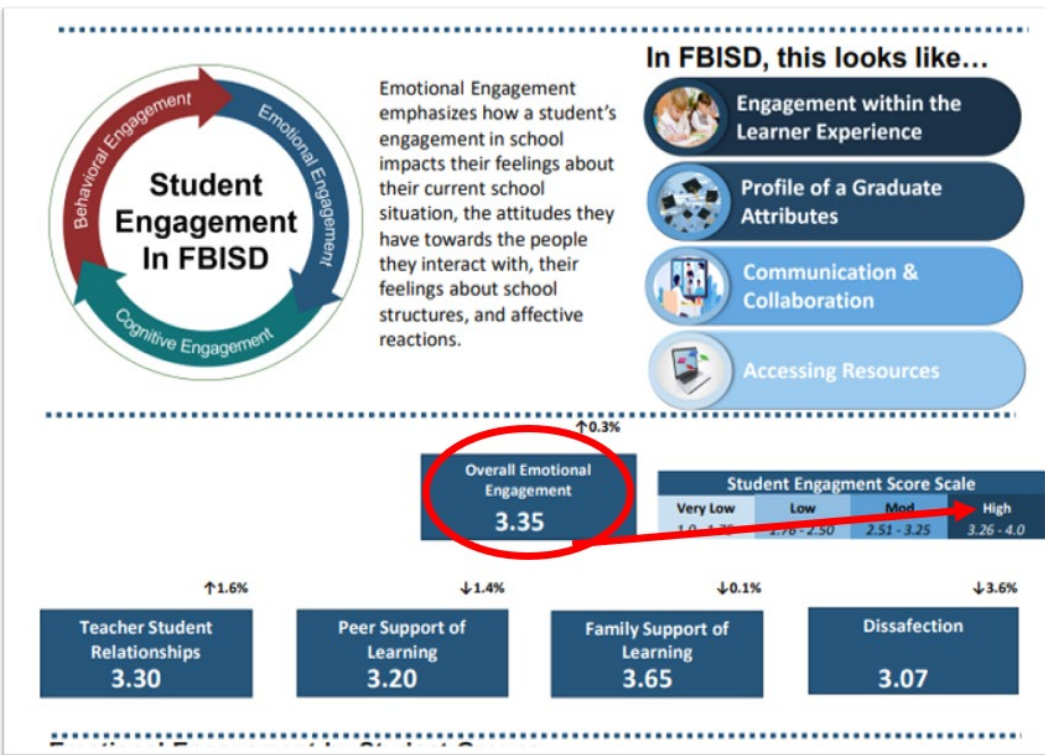 Behavioral Engagement
Emotional Engagement
Cognitive Engagement
Student
Engagement
In FBISD
Emotional Engagement
emphasizes how a student's
engagement in school
impacts their feelings about
their current school
situation, the attitudes they
have towards the people
they interact with, their
feelings about school
structures, and affective
reactions.
In FBISD, this looks like...
Engagement within the
Learner Experience
Profile of a Graduate
Attributes
Communication &
Collaboration
Accessing Resources
↑0.3%
Overall Emotional
Engagement
3.35
Student Engagment Score Scale
Very Low Low Mod High
1.0 - 1.75 1.76 - 2.50 2.51 - 3.25 3.26 - 4.0
↑1.6%
Teacher Student
Relationships
3.30
↓1.4%
Peer Support of
Learning
3.20
↓0.1%
Family Support of
Learning
3.65
↓3.6%
Dissafection
3.07